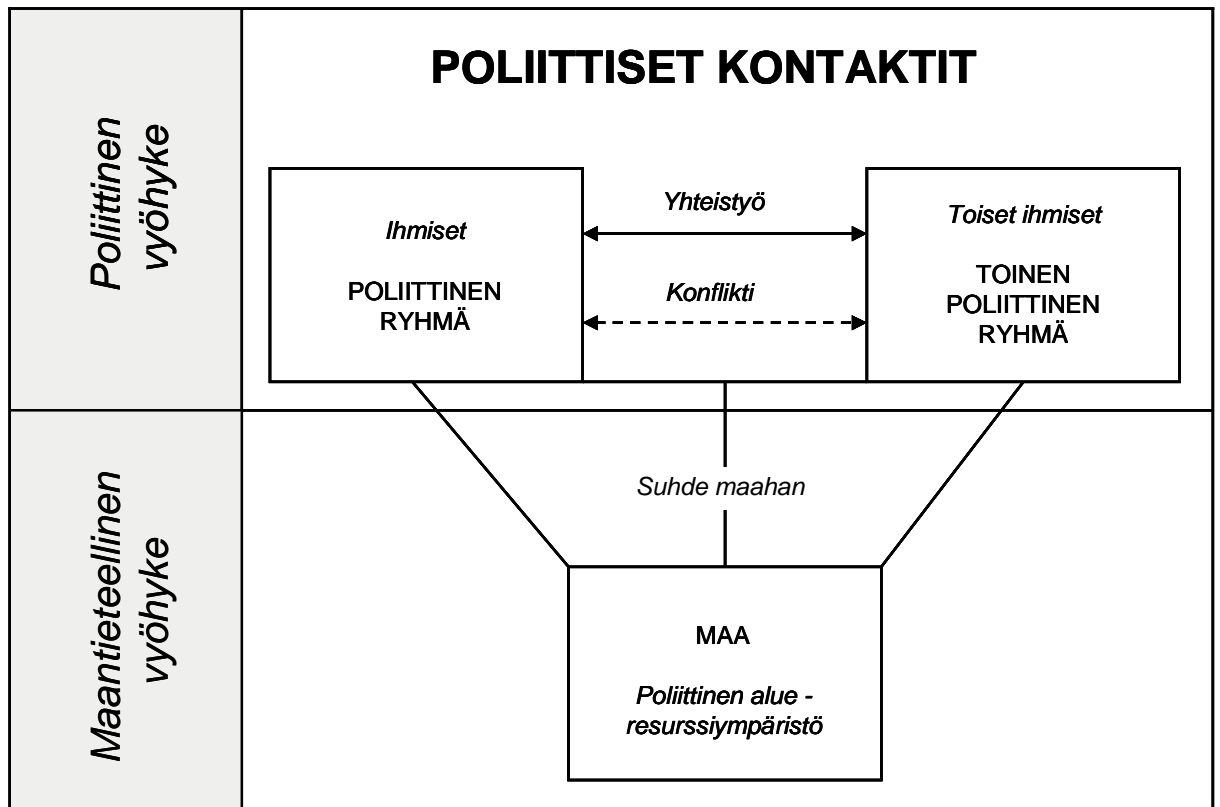 POLIITTISET KONTAKTIT
Poliittinen
vyöhyke
Ihmiset
POLIITTINEN
RYHMÄ
Yhteistyö
Konflikti
Toiset ihmiset
TOINEN
POLIITTINEN
RYHMÄ
Maantieteellinen
vyöhyke
Suhde maahan
MAA
Poliittinen alue -
resurssiympäristö